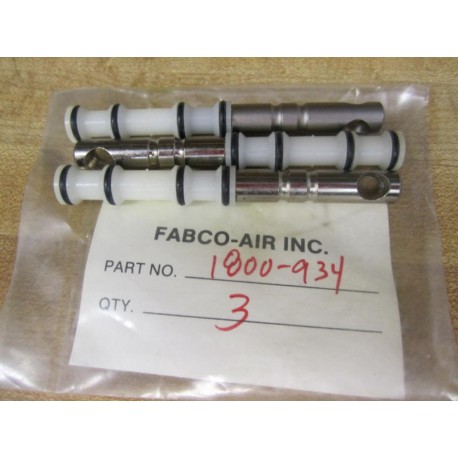 FABCO-AIR INC.
PART NO. 1800-934
QTY. 3